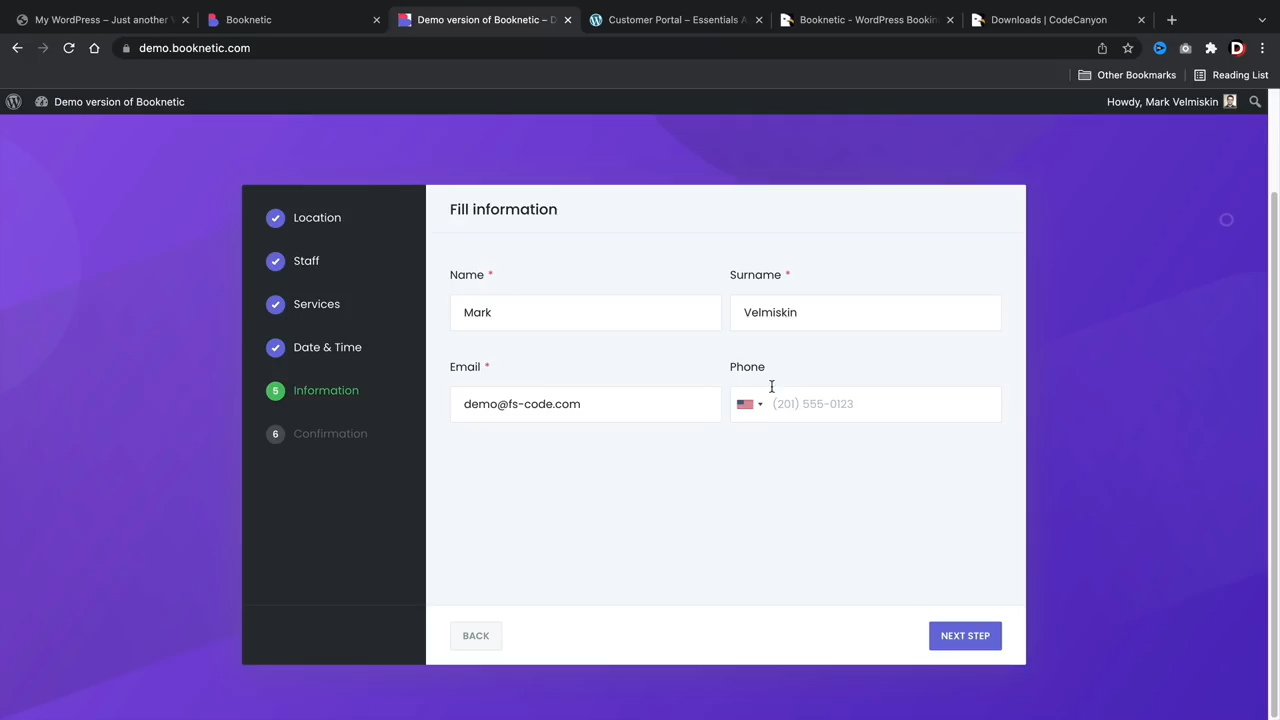 My WordPress – Just another W
Booknetic
Demo version of Booknetic – D
Customer Portal – Essentials A
Booknetic - WordPress Bookin
Downloads | CodeCanyon
demo.booknetic.com
D
Other Bookmarks
Reading List
Demo version of Booknetic
Howdy, Mark Velmiskin
Location
Staff
Services
Date & Time
5 Information
6 Confirmation
Fill information
Name *
Surname *
Mark
Velmiskin
Email *
Phone
demo@fs-code.com
(201) 555-0123
BACK
NEXT STEP